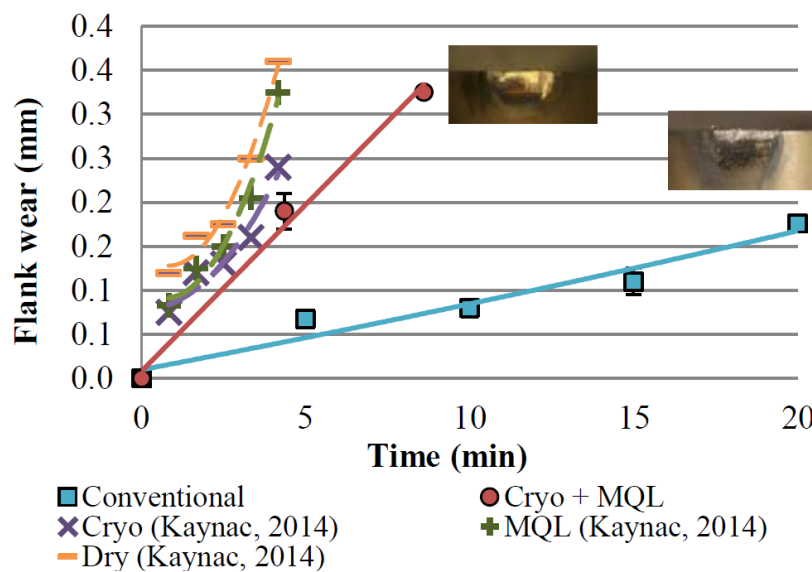 0.4
0.4
0.3
0.3
0.2
0.2
0.1
0.1
0.0
Flank wear (mm)
0 5 10 15 20
Time (min)
Conventional Cryo + MQL
Cryo (Kaynac, 2014) MQL (Kaynac, 2014)
Dry (Kaynac, 2014)